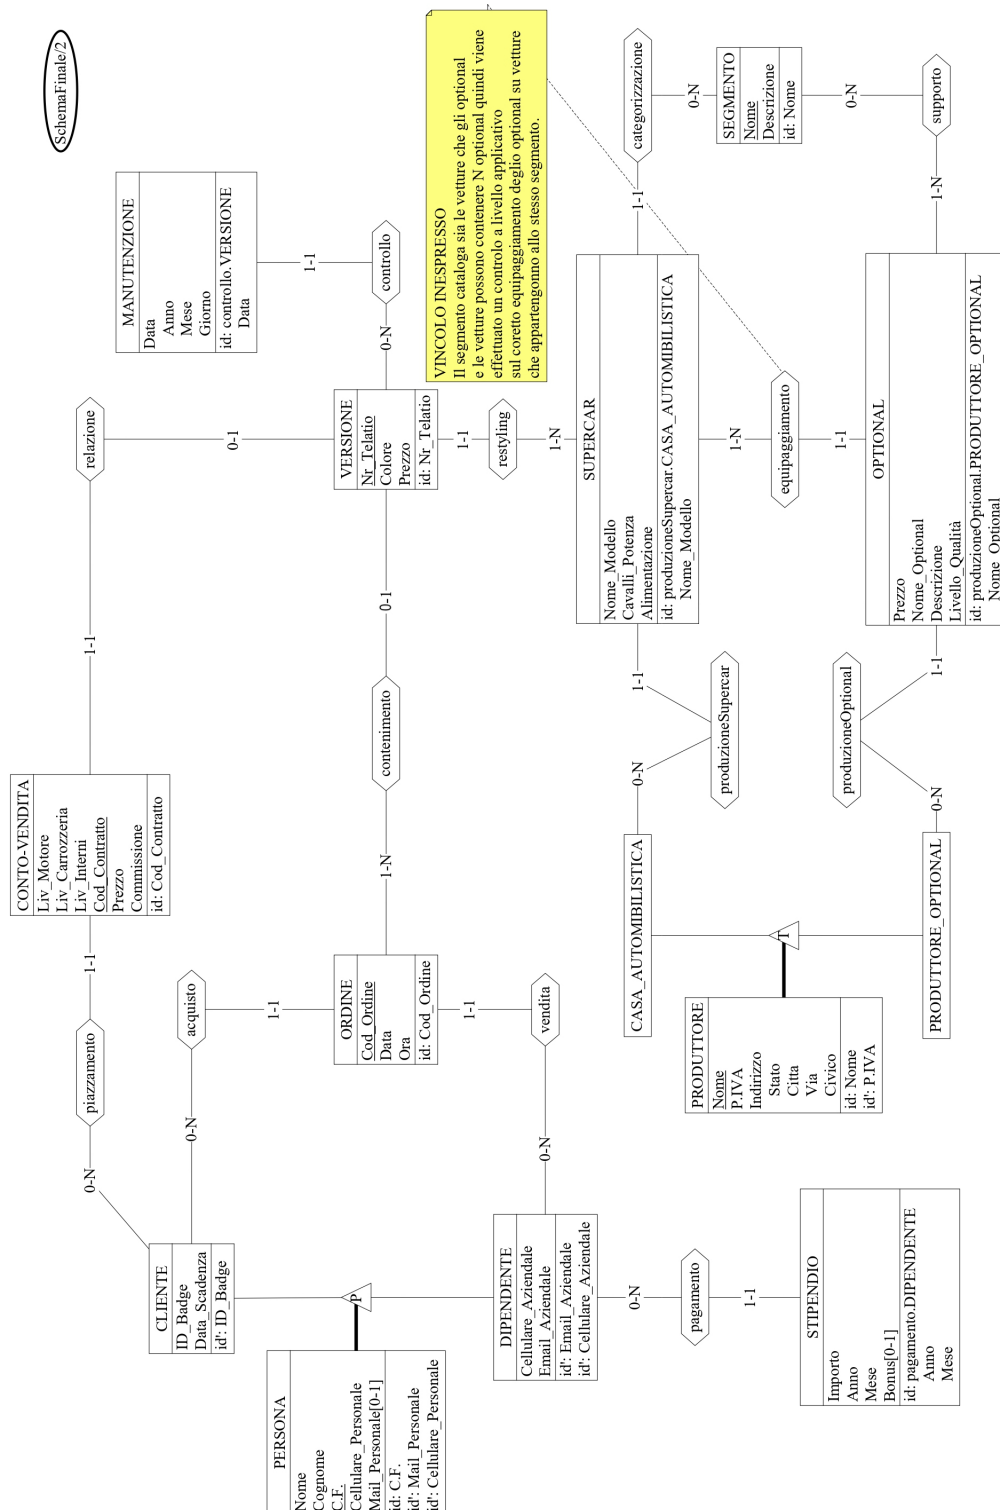 SchemaFinale/2
PERSONA
Nome
Cognome
C.F.
Cellulare_Personale
Mail_Personale[0-1]
id: C.F.
id': Mail_Personale
id': Cellulare_Personale
P
CLIENTE
ID_Badge
Data_Scadenza
id': ID_Badge
0-N
piazzamento
1-1
CONTO-VENDITA
Liv_Motore
Liv_Carrozzeria
Liv_Interni
Cod_Contratto
Prezzo
Commissione
id: Cod_Contratto
1-1
relazione
0-1
0-N
acquisto
1-1
ORDINE
Cod_Ordine
Data
Ora
id: Cod_Ordine
1-N
contenimento
0-1
VERSIONE
Nr_Telatio
Colore
Prezzo
id: Nr_Telatio
0-N
controllo
1-1
MANUTENZIONE
Data
Anno
Mese
Giorno
id: controllo.VERSIONE
Data
1-1
vendita
0-N
DIPENDENTE
Cellulare_Aziendale
Email_Aziendale
id': Email_Aziendale
id': Cellulare_Aziendale
0-N
pagamento
1-1
STIPENDIO
Importo
Anno
Mese
Bonus[0-1]
id: pagamento.DIPENDENTE
Anno
Mese
1-1
restyling
1-N
VINCOLO INESPRESSO
Il segmento cataloga sia le vetture che gli optional
e le vetture possono contenere N optional quindi viene
effettuato un controlo a livello applicativo
sul coretto equipaggiamento deglio optional su vetture
che appartengonno allo stesso segmento.
SUPERCAR
Nome_Modello
Cavalli_Potenza
Alimentazione
id: produzioneSupercar.CASA_AUTOMIBILISTICA
Nome_Modello
1-1
categorizzazione
0-N
SEGMENTO
Nome
Descrizione
id: Nome
0-N
supporto
1-N
1-N
equipaggiamento
1-1
OPTIONAL
Prezzo
Nome_Optional
Descrizione
Livello_Qualità
id: produzioneOptional.PRODUTTORE_OPTIONAL
Nome_Optional
1-1
produzioneSupercar
0-N
CASA_AUTOMIBILISTICA
1-1
produzioneOptional
0-N
PRODUTTORE_OPTIONAL
T
PRODUTTORE
Nome
P.IVA
Indirizzo
Stato
Citta
Via
Civico
id: Nome
id': P.IVA